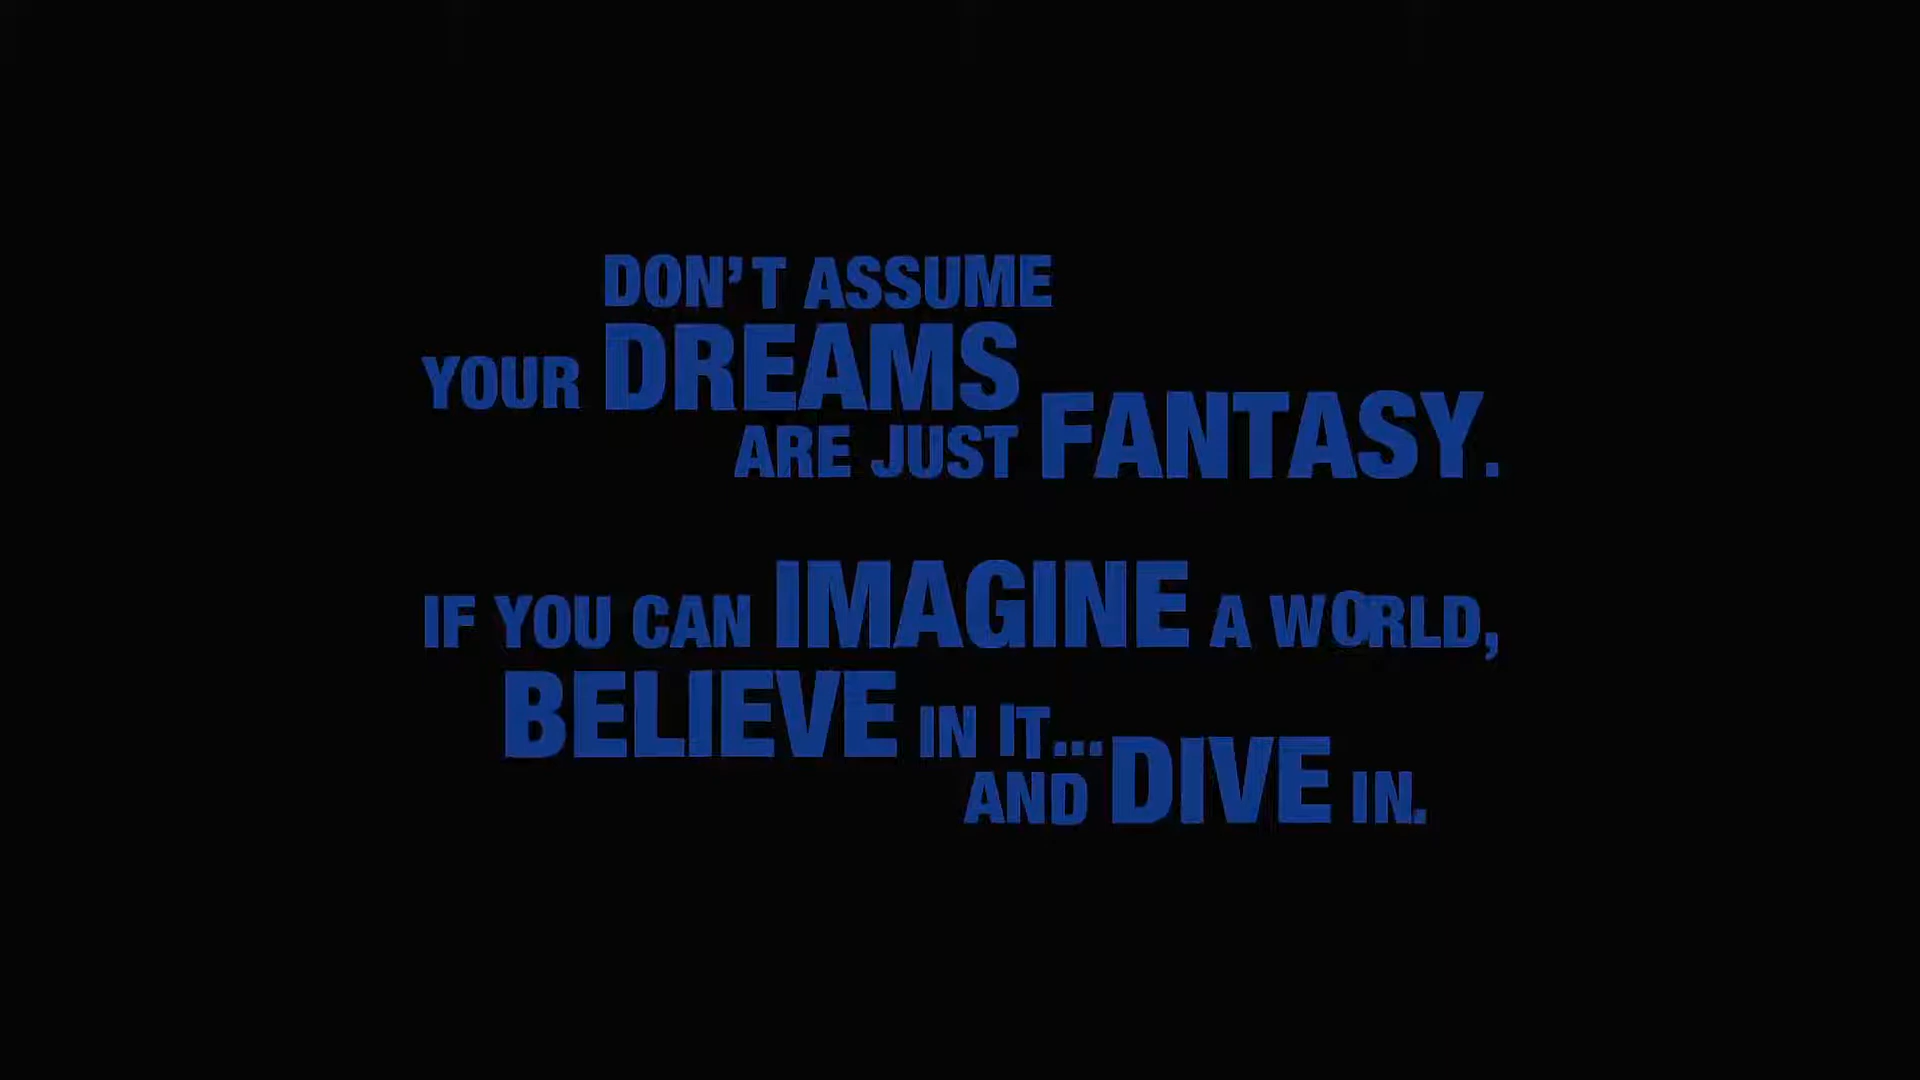 DON'T ASSUME
YOUR DREAMS
ARE JUST FANTASY.
IF YOU CAN IMAGINE A WORLD,
BELIEVE IN IT...
AND DIVE IN.